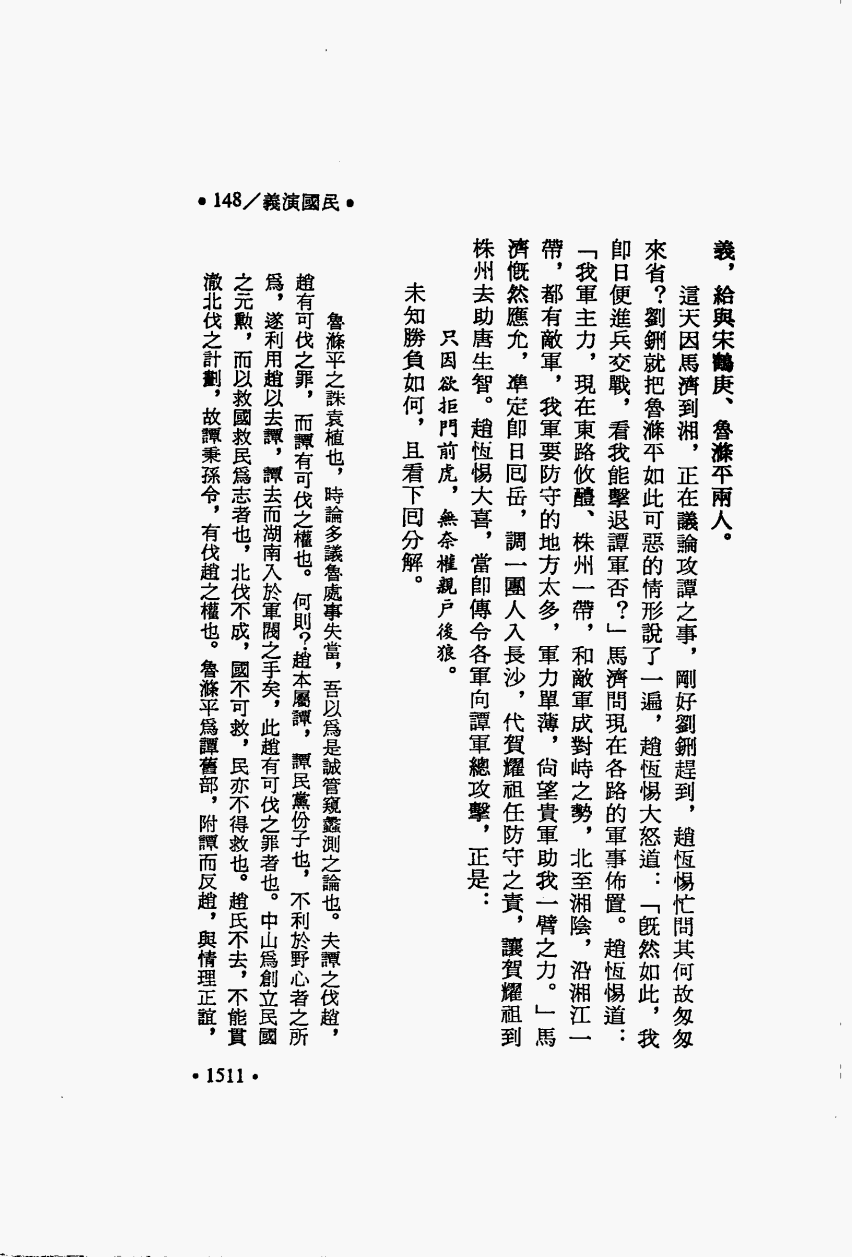 •148／義演國民•
義，給與宋鶴庚、魯滌平兩人。
這天因馬濟到湘，正在議論攻譚之事，剛好劉鉶趕到，趙恆惕忙問其何故匆匆
來省？劉鉶就把魯滌平如此可惡的情形說了一遍，趙恆惕大怒道：「既然如此，我
即日便進兵交戰，看我能擊退譚軍否？」馬濟問現在各路的軍事佈置。趙恆惕道：
「我軍主力，現在東路攸醴、株州一帶，和敵軍成對峙之勢，北至湘陰，沿湘江一
帶，都有敵軍，我軍要防守的地方太多，軍力單薄，尙望貴軍助我一臂之力。」馬
濟慨然應允，準定即日囘岳，調一團人入長沙，代賀耀祖任防守之責，讓賀耀祖到
株州去助唐生智。趙恆惕大喜，當即傳令各軍向譚軍總攻擊，正是：
只因欲拒門前虎，無奈權親戶後狼。
未知勝負如何，且看下囘分解。
魯滌平之誅袁植也，時論多議魯處事失當，吾以爲是誠管窺蠡測之論也。夫譚之伐趙，
趙有可伐之罪，而譚有可伐之權也。何則？趙本屬譚，譚民黨份子也，不利於野心者之所
爲，遂利用趙以去譚，譚去而湖南入於軍閥之手矣，此趙有可伐之罪者也。中山爲創立民國
之元勳，而以救國救民爲志者也，北伐不成，國不可救，民亦不得救也。趙氏不去，不能貫
澈北伐之計劃，故譚秉孫令，有伐趙之權也。魯滌平爲譚舊部，附譚而反趙，與情理正誼，
•1511•